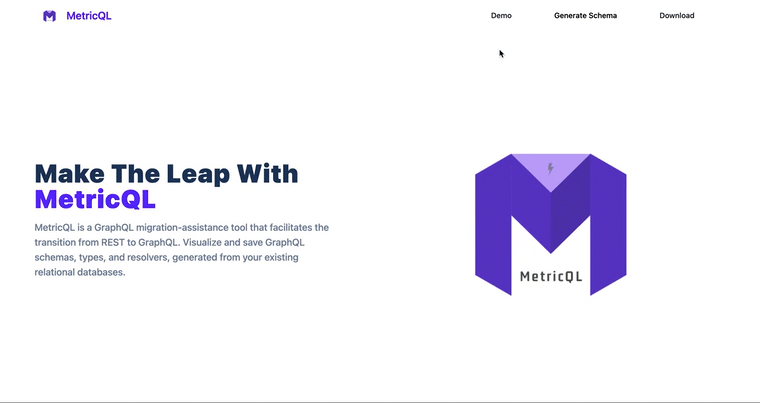 MetricQL
Demo
Generate Schema
Download
Make The Leap With
MetricQL
MetricQL is a GraphQL migration-assistance tool that facilitates the
transition from REST to GraphQL. Visualize and save GraphQL
schemas, types, and resolvers, generated from your existing
relational databases.
MetricQL